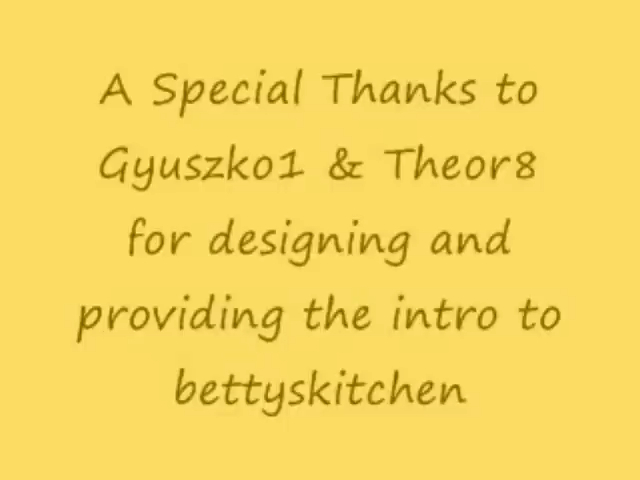 A Special Thanks to
Gyuszko1 & Theor8
for designing and
providing the intro to
bettyskitchen